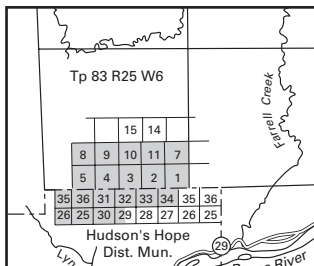 Tp 83 R25 W6
Farrell Creek
15 14
8 9 10 11 7
5 4 3 2 1
35 36 31 32 33 34 35 36
26 25 30 29 28 27 26 25
Hudson's Hope
Dist. Mun.
29
River